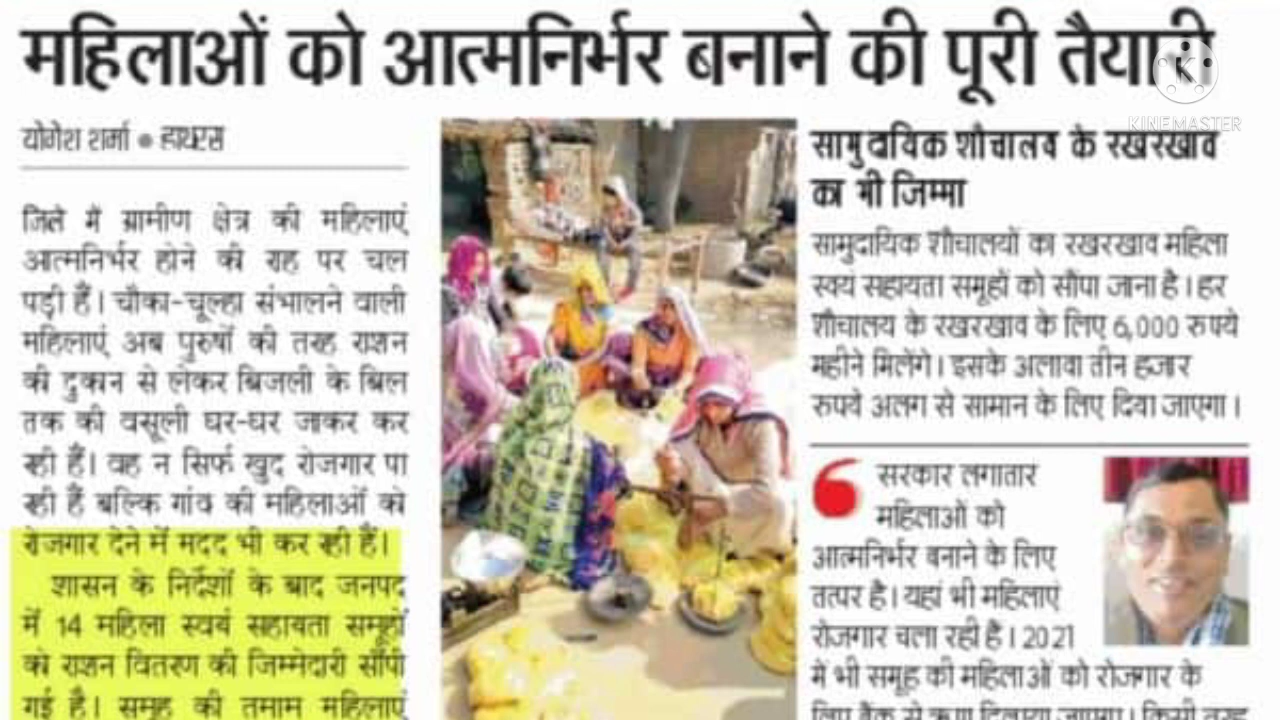 महिलाओं को आत्मनिर्भर बनाने की पूरी तैयारी
योगेश शर्मा ● हाथरस
जिले में ग्रामीण क्षेत्र की महिलाएं
आत्मनिर्भर होने की राह पर चल
पड़ी हैं। चौका-चूल्हा संभालने वाली
महिलाएं अब पुरुषों की तरह राशन
की दुकान से लेकर बिजली के बिल
तक की वसूली घर-घर जाकर कर
रही हैं। वह न सिर्फ खुद रोजगार पा
रही हैं बल्कि गांव की महिलाओं को
रोजगार देने में मदद भी कर रही हैं।
शासन के निर्देशों के बाद जनपद
में 14 महिला स्वयं सहायता समूहों
को राशन वितरण की जिम्मेदारी सौंपी
गई है। समूह की तमाम महिलाएं
सामुदायिक शौचालय के रखरखाव
का भी जिम्मा
सामुदायिक शौचालयों का रखरखाव महिला
स्वयं सहायता समूहों को सौंपा जाना है। हर
शौचालय के रखरखाव के लिए 6,000 रुपये
महीने मिलेंगे। इसके अलावा तीन हजार
रुपये अलग से सामान के लिए दिया जाएगा।
सरकार लगातार
महिलाओं को
आत्मनिर्भर बनाने के लिए
तत्पर है। यहां भी महिलाएं
रोजगार चला रही है। 2021
में भी समूह की महिलाओं को रोजगार के
लिए बैंक से ऋण दिलाया जाएगा। किसी तरह
K
KINEMASTER